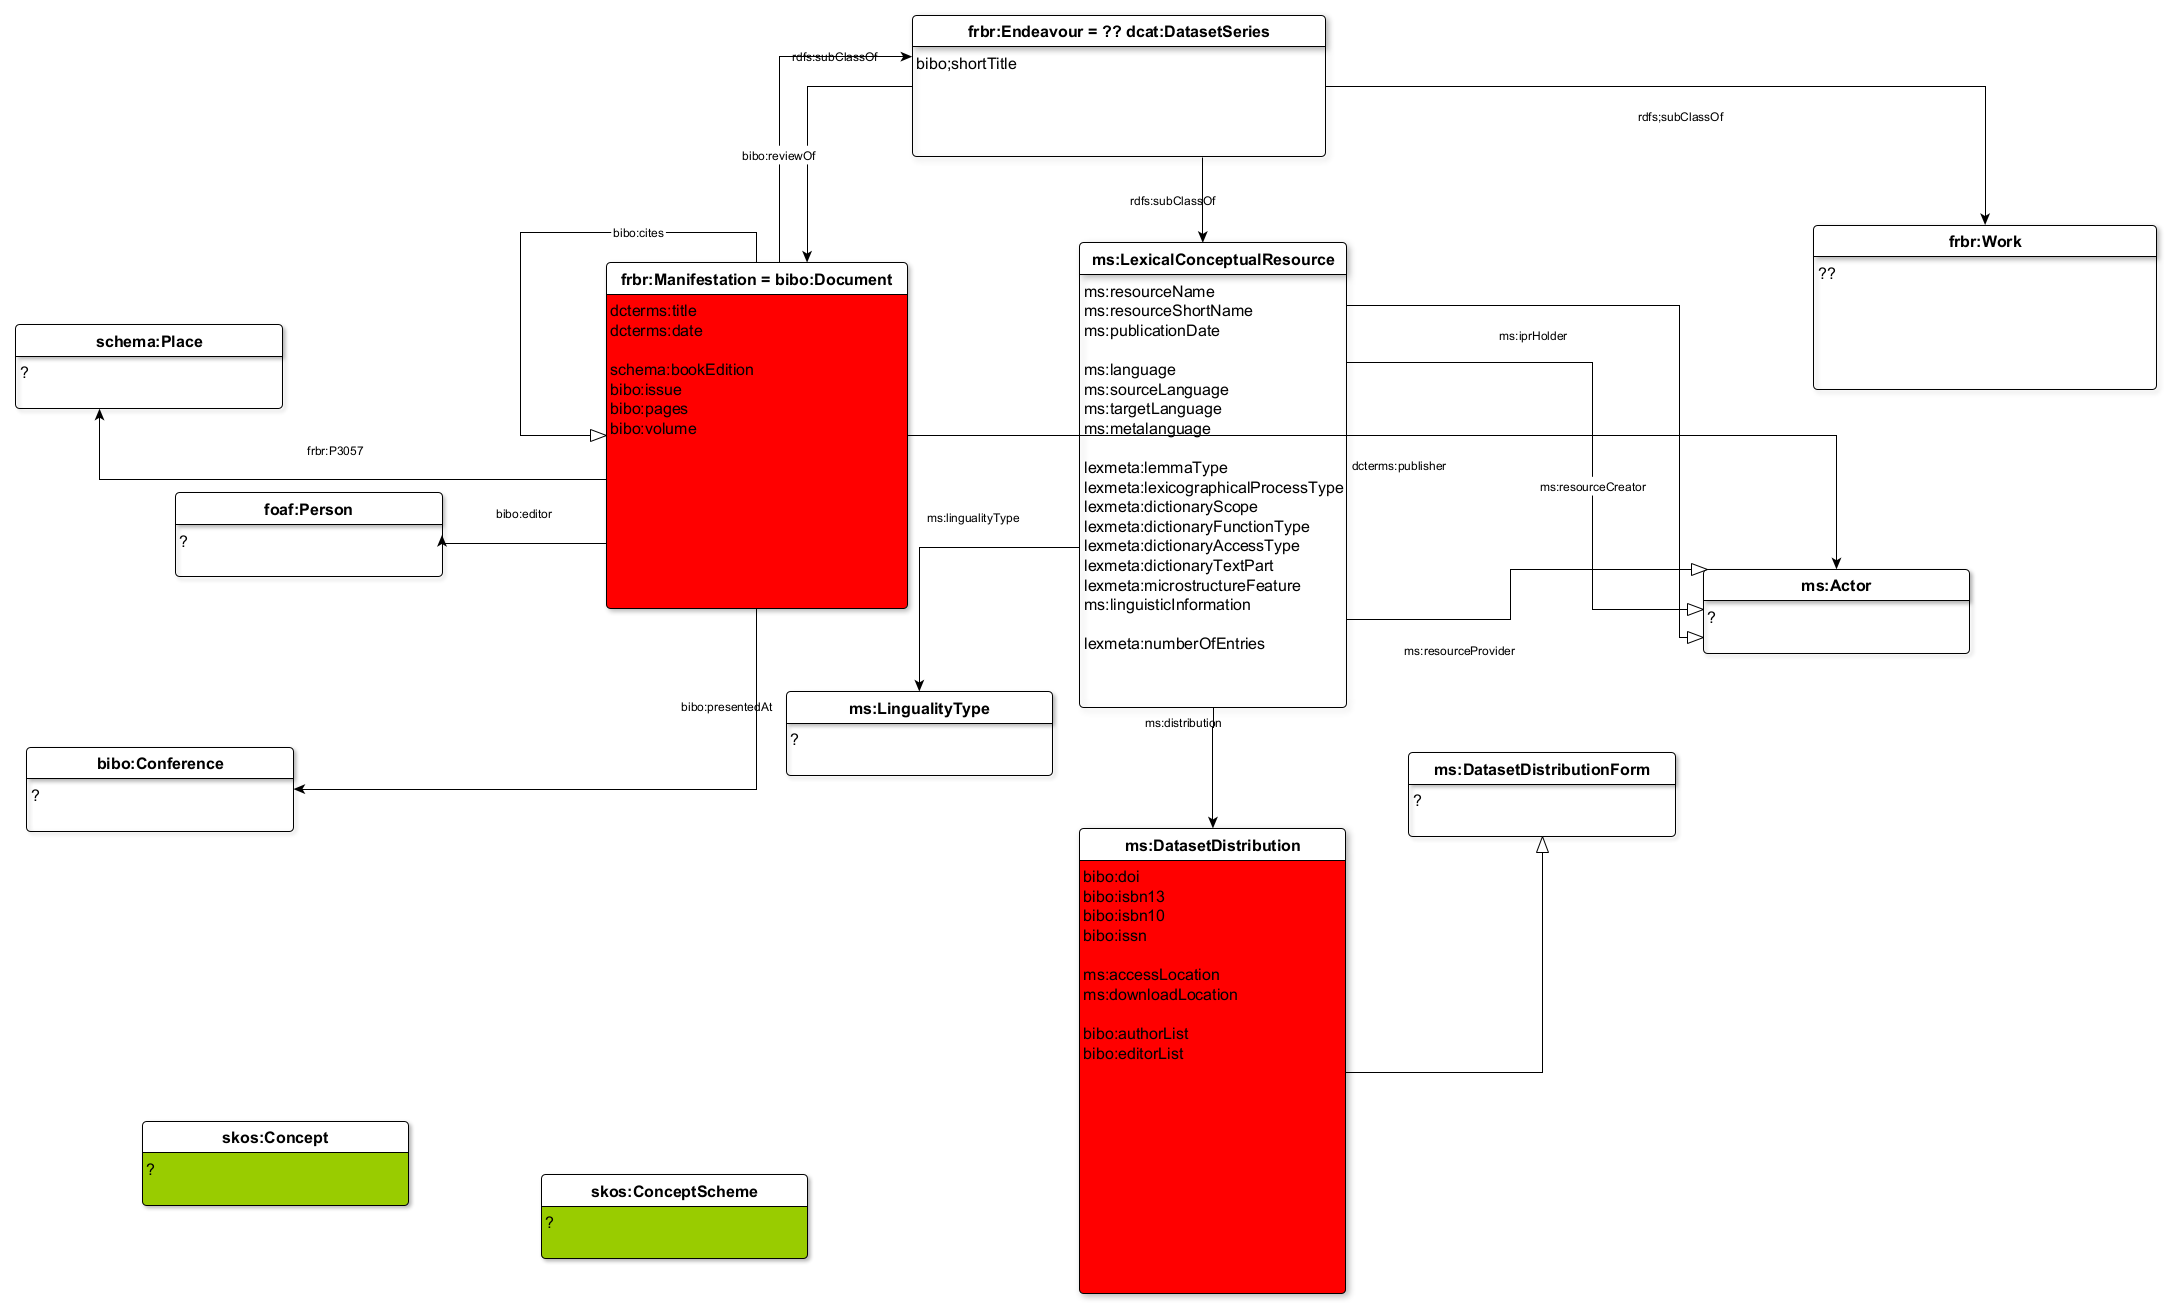 frbr:Endeavour = ?? dcat:DatasetSeries
bibo;shortTitle
rdfs:subClassOf
rdfs;subClassOf
bibo:reviewOf
rdfs:subClassOf
bibo:cites
frbr:Work
??
frbr:Manifestation = bibo:Document
dcterms:title
dcterms:date
schema:bookEdition
bibo:issue
bibo:pages
bibo:volume
ms:LexicalConceptualResource
ms:resourceName
ms:resourceShortName
ms:publicationDate
ms:language
ms:sourceLanguage
ms:targetLanguage
ms:metalanguage
lexmeta:lemmaType
lexmeta:lexicographicalProcessType
lexmeta:dictionaryScope
lexmeta:dictionaryFunctionType
lexmeta:dictionaryAccessType
lexmeta:dictionaryTextPart
lexmeta:microstructureFeature
ms:linguisticInformation
lexmeta:numberOfEntries
ms:iprHolder
schema:Place
?
frbr:P3057
dcterms:publisher
ms:resourceCreator
foaf:Person
?
bibo:editor
ms:lingualityType
ms:Actor
?
ms:resourceProvider
bibo:presentedAt
ms:LingualityType
?
ms:distribution
bibo:Conference
?
ms:DatasetDistributionForm
?
ms:DatasetDistribution
bibo:doi
bibo:isbn13
bibo:isbn10
bibo:issn
ms:accessLocation
ms:downloadLocation
bibo:authorList
bibo:editorList
skos:Concept
?
skos:ConceptScheme
?